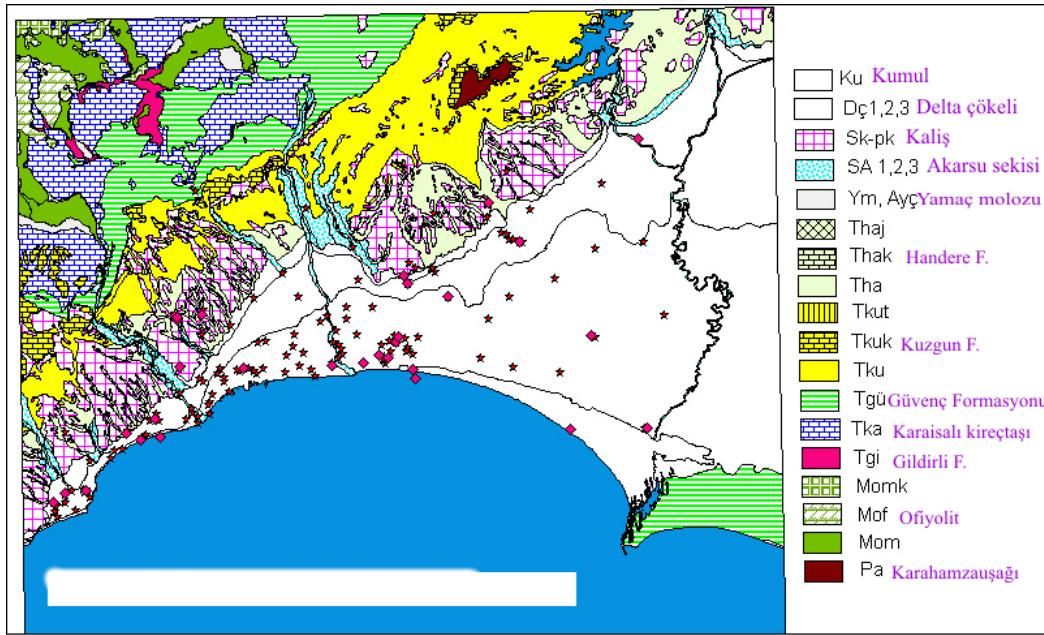 Ku Kumul
Dç1,2,3 Delta çökeli
Sk-pk Kaliş
SA 1,2,3 Akarsu sekisi
Ym, Ayç Yamaç molozu
Thaj
Thak Handere F.
Tha
Tkut
Tkuk Kuzgun F.
Tku
Tgü Güvenç Formasyonu
Tka Karaisalı kireçtaşı
Tgi Gildirli F.
Momk
Mof Ofiyolit
Mom
Pa Karahamzauşağı